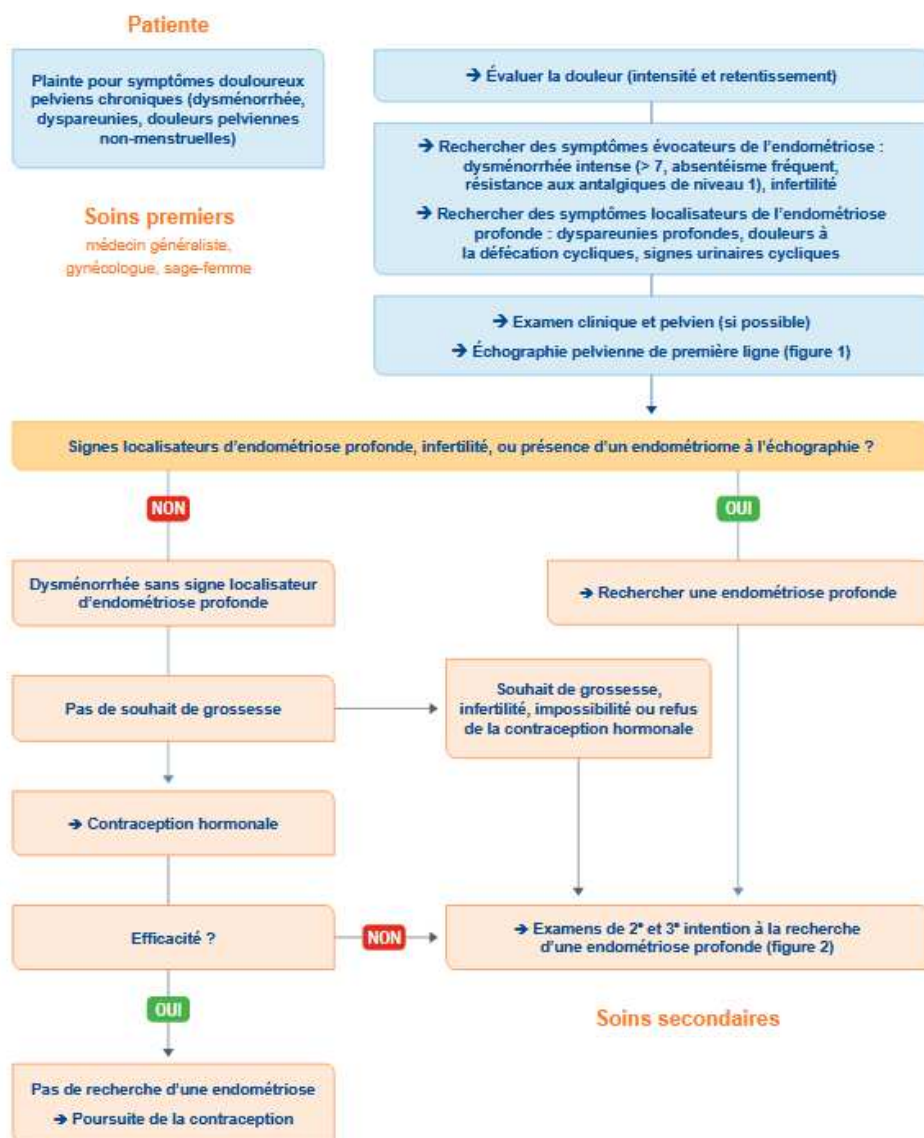 Patiente
Plainte pour symptômes douloureux
pelviens chroniques (dysménorrhée,
dyspareunies, douleurs pelviennes
non-menstruelles)
Soins premiers
médecin généraliste,
gynécologue, sage-femme
→ Évaluer la douleur (intensité et retentissement)
→ Rechercher des symptômes évocateurs de l’endométriose :
dysménorrhée intense (> 7, absentéisme fréquent,
résistance aux antalgiques de niveau 1), infertilité
→ Rechercher des symptômes localisateurs de l’endométriose
profonde : dyspareunies profondes, douleurs à
la défécation cycliques, signes urinaires cycliques
→ Examen clinique et pelvien (si possible)
→ Échographie pelvienne de première ligne (figure 1)
Signes localisateurs d’endométriose profonde, infertilité, ou présence d’un endométriome à l’échographie ?
NON
OUI
Dysménorrhée sans signe localisateur
d’endométriose profonde
→ Rechercher une endométriose profonde
Pas de souhait de grossesse
Souhait de grossesse,
infertilité, impossibilité ou refus
de la contraception hormonale
→ Contraception hormonale
Efficacité ?
NON
→ Examens de 2e et 3e intention à la recherche
d’une endométriose profonde (figure 2)
OUI
Soins secondaires
Pas de recherche d’une endométriose
→ Poursuite de la contraception